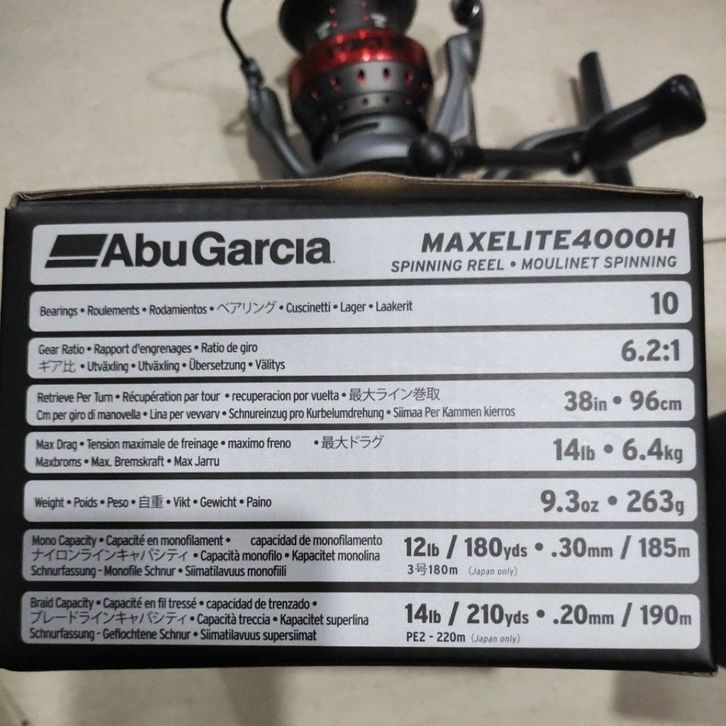 AbuGarcia
MAXELITE4000H
SPINNING REEL • MOULINET SPINNING
Bearings • Roulements • Rodamientos • ベアリング • Cuscinetti • Lager • Laakerit
10
Gear Ratio • Rapport d'engrenages • Ratio de giro
ギア比 • Utväxling • Utväxling • Übersetzung • Välitys
6.2:1
Retrieve Per Turn • Récupération par tour • recuperacion por vuelta • 最大ライン巻取
Cm per giro di manovella • Lina per vevvarv • Schnureinzug pro Kurbelumdrehung • Siimaa Per Kammen kierros
38in • 96cm
Max Drag • Tension maximale de freinage • maximo freno • 最大ドラグ
Maxbroms • Max. Bremskraft • Max Jarru
14lb • 6.4kg
Weight • Poids • Peso • 自重 • Vikt • Gewicht • Paino
9.3oz • 263g
Mono Capacity • Capacité en monofilament • capacidad de monofilamento
ナイロンラインキャパシティ • Capacità monofilo • Kapacitet monolina
Schnurfassung - Monofile Schnur • Siimatilavuus monofiili
12lb / 180yds • .30mm / 185m
3号180m (Japan only)
Braid Capacity • Capacité en fil tressé • capacidad de trenzado •
ブレードラインキャパシティ • Capacità treccia • Kapacitet superlina
Schnurfassung - Geflochtene Schnur • Siimatilavuus supersiimat
14lb / 210yds • .20mm / 190m
PE2 - 220m (Japan only)